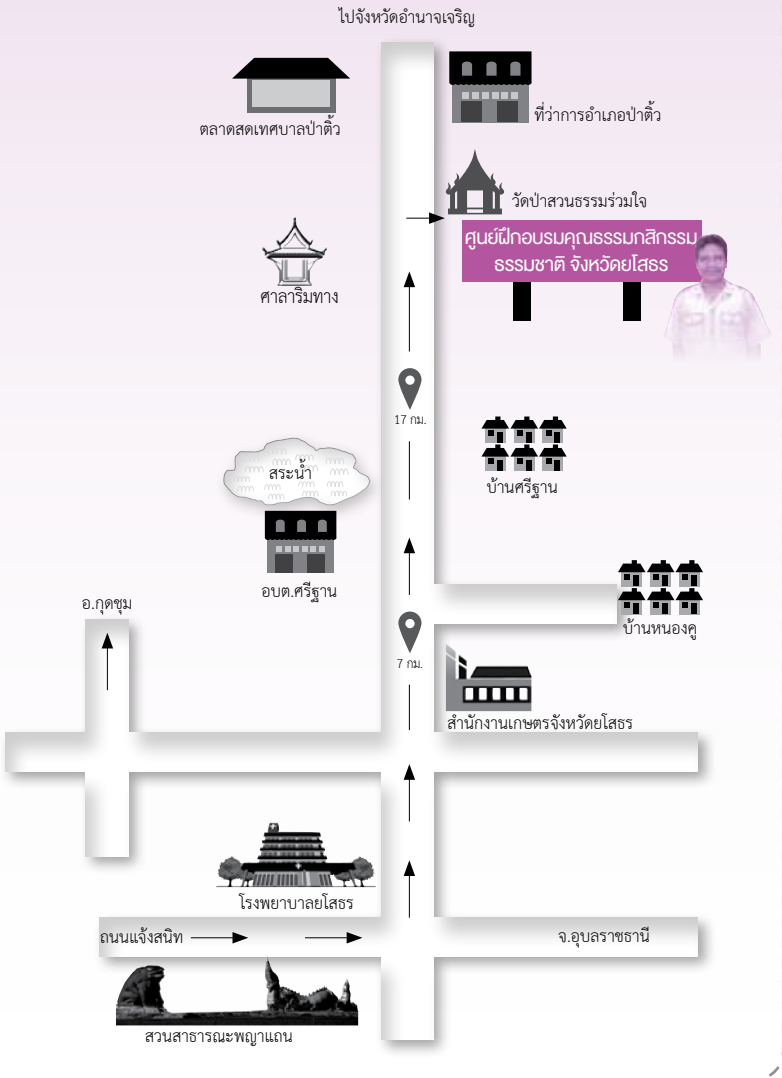 ไปจังหวัดอำนาจเจริญ
ตลาดสดเทศบาลป่าติ้ว
ที่ว่าการอำเภอป่าติ้ว
วัดป่าสวนธรรมร่วมใจ
ศูนย์ฝึกอบรมคุณธรรมกสิกรรม
ธรรมชาติ จังหวัดยโสธร
ศาลาริมทาง
17 กม.
สระน้ำ
บ้านศรีฐาน
อบต.ศรีฐาน
อ.กุดชุม
บ้านหนองคู
7 กม.
สำนักงานเกษตรจังหวัดยโสธร
โรงพยาบาลยโสธร
ถนนแจ้งสนิท
จ.อุบลราชธานี
สวนสาธารณะพญาแถน